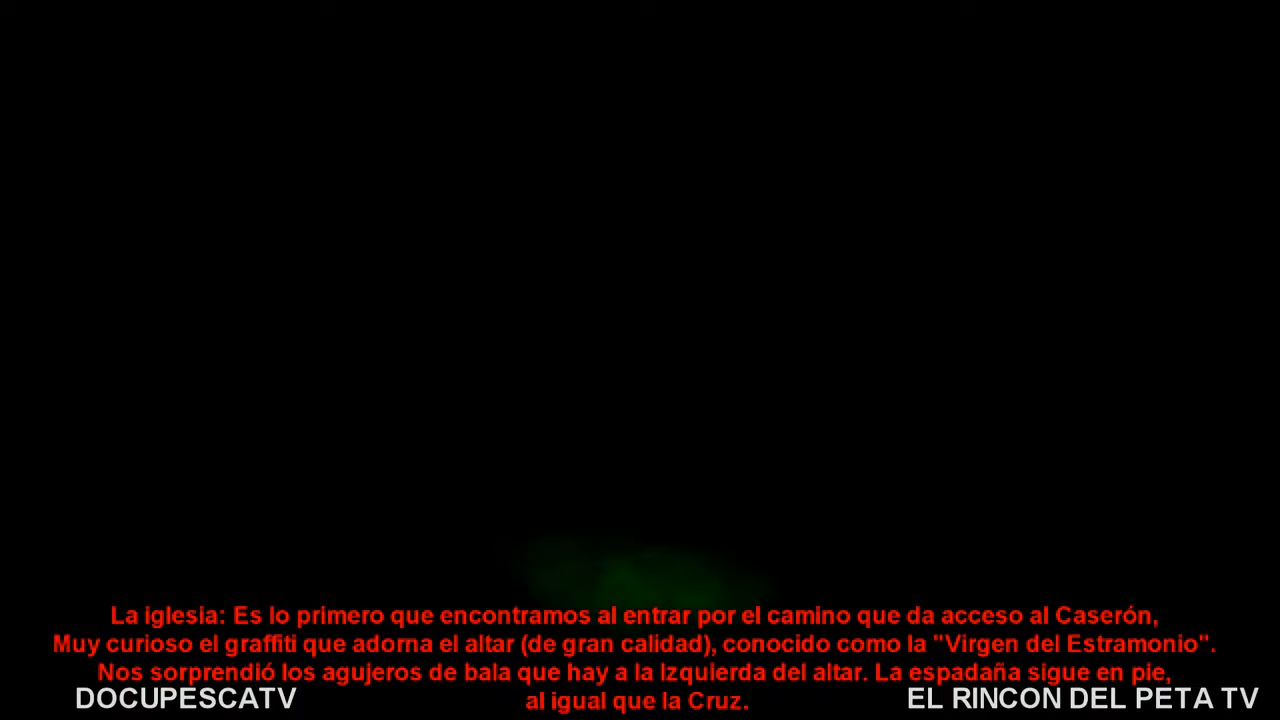 La iglesia: Es lo primero que encontramos al entrar por el camino que da acceso al Caserón,
Muy curioso el graffiti que adorna el altar (de gran calidad), conocido como la "Virgen del Estramonio".
Nos sorprendió los agujeros de bala que hay a la Izquierda del altar. La espadaña sigue en pie,
al igual que la Cruz.
DOCUPESCATV
EL RINCON DEL PETA TV